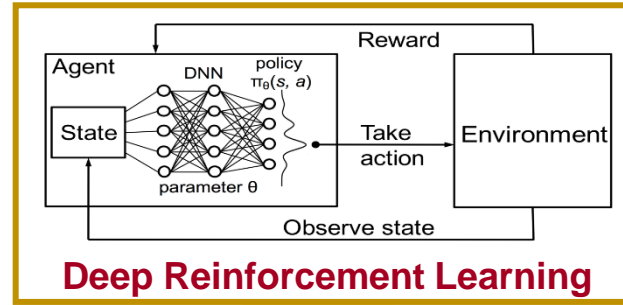 Reward
Agent
DNN
policy
πθ(s, a)
State
Take
action
Environment
parameter θ
Observe state
Deep Reinforcement Learning